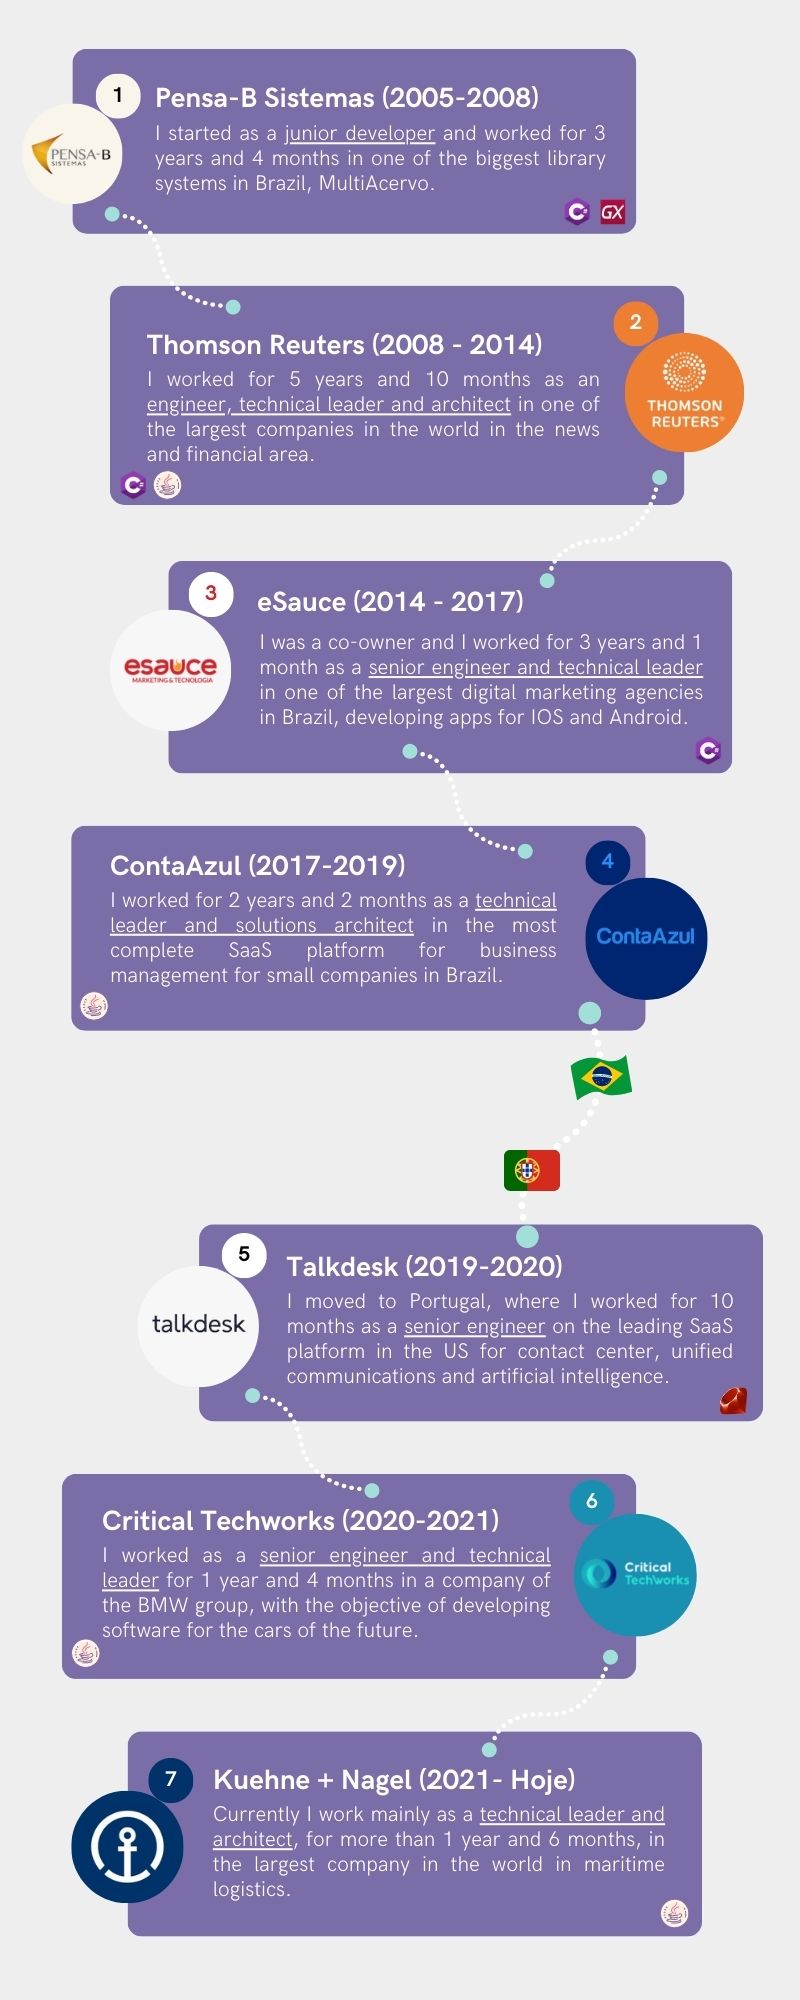 1
Pensa-B Sistemas (2005-2008)
PENSA-B
SISTEMAS
I started as a junior developer and worked for 3
years and 4 months in one of the biggest library
systems in Brazil, MultiAcervo.
C#
GX
2
Thomson Reuters (2008 - 2014)
I worked for 5 years and 10 months as an
engineer, technical leader and architect in one of
the largest companies in the world in the news
and financial area.
THOMSON
REUTERS®
C#
3
eSauce (2014 - 2017)
esauce
MARKETING & TECNOLOGIA
I was a co-owner and I worked for 3 years and 1
month as a senior engineer and technical leader
in one of the largest digital marketing agencies
in Brazil, developing apps for IOS and Android.
C#
4
ContaAzul (2017-2019)
I worked for 2 years and 2 months as a technical
leader and solutions architect in the most
complete SaaS platform for business
management for small companies in Brazil.
ContaAzul
5
Talkdesk (2019-2020)
talkdesk
I moved to Portugal, where I worked for 10
months as a senior engineer on the leading SaaS
platform in the US for contact center, unified
communications and artificial intelligence.
6
Critical Techworks (2020-2021)
I worked as a senior engineer and technical
leader for 1 year and 4 months in a company of
the BMW group, with the objective of developing
software for the cars of the future.
Critical
TechWorks
7
Kuehne + Nagel (2021- Hoje)
Currently I work mainly as a technical leader and
architect, for more than 1 year and 6 months, in
the largest company in the world in maritime
logistics.